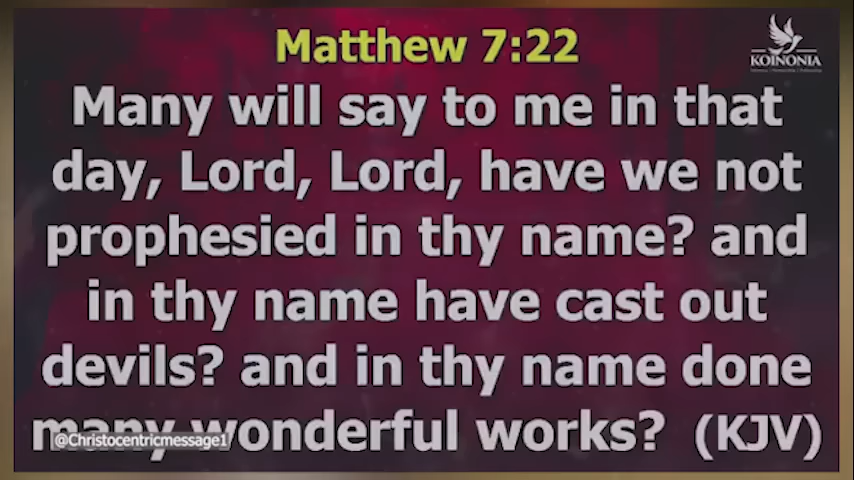 Matthew 7:22
KOINONIA
Many will say to me in that
day, Lord, Lord, have we not
prophesied in thy name? and
in thy name have cast out
devils? and in thy name done
many wonderful works? (KJV)
@Christocentricmessage1